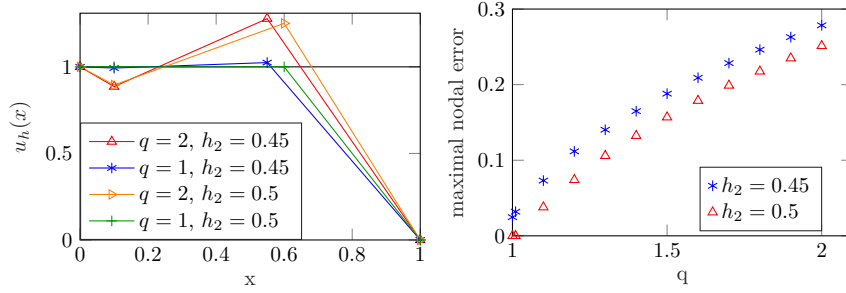 1
0.5
0
0 0.2 0.4 0.6 0.8 1
x
u_h(x)
q = 2, h_2 = 0.45
q = 1, h_2 = 0.45
q = 2, h_2 = 0.5
q = 1, h_2 = 0.5
0.3
0.2
0.1
0
1 1.5 2
q
maximal nodal error
h_2 = 0.45
h_2 = 0.5